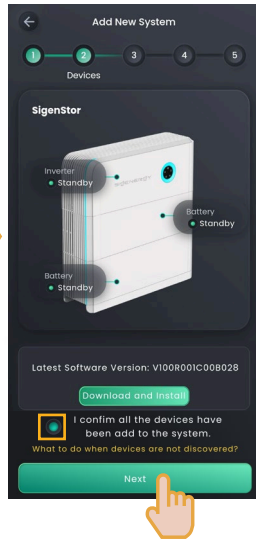 Add New System
1 2 3 4 5
Devices
SigenStor
Inverter
Standby
Battery
Standby
Battery
Standby
Latest Software Version: V100R001C00B028
Download and Install
I confim all the devices have
been add to the system.
What to do when devices are not discovered?
Next